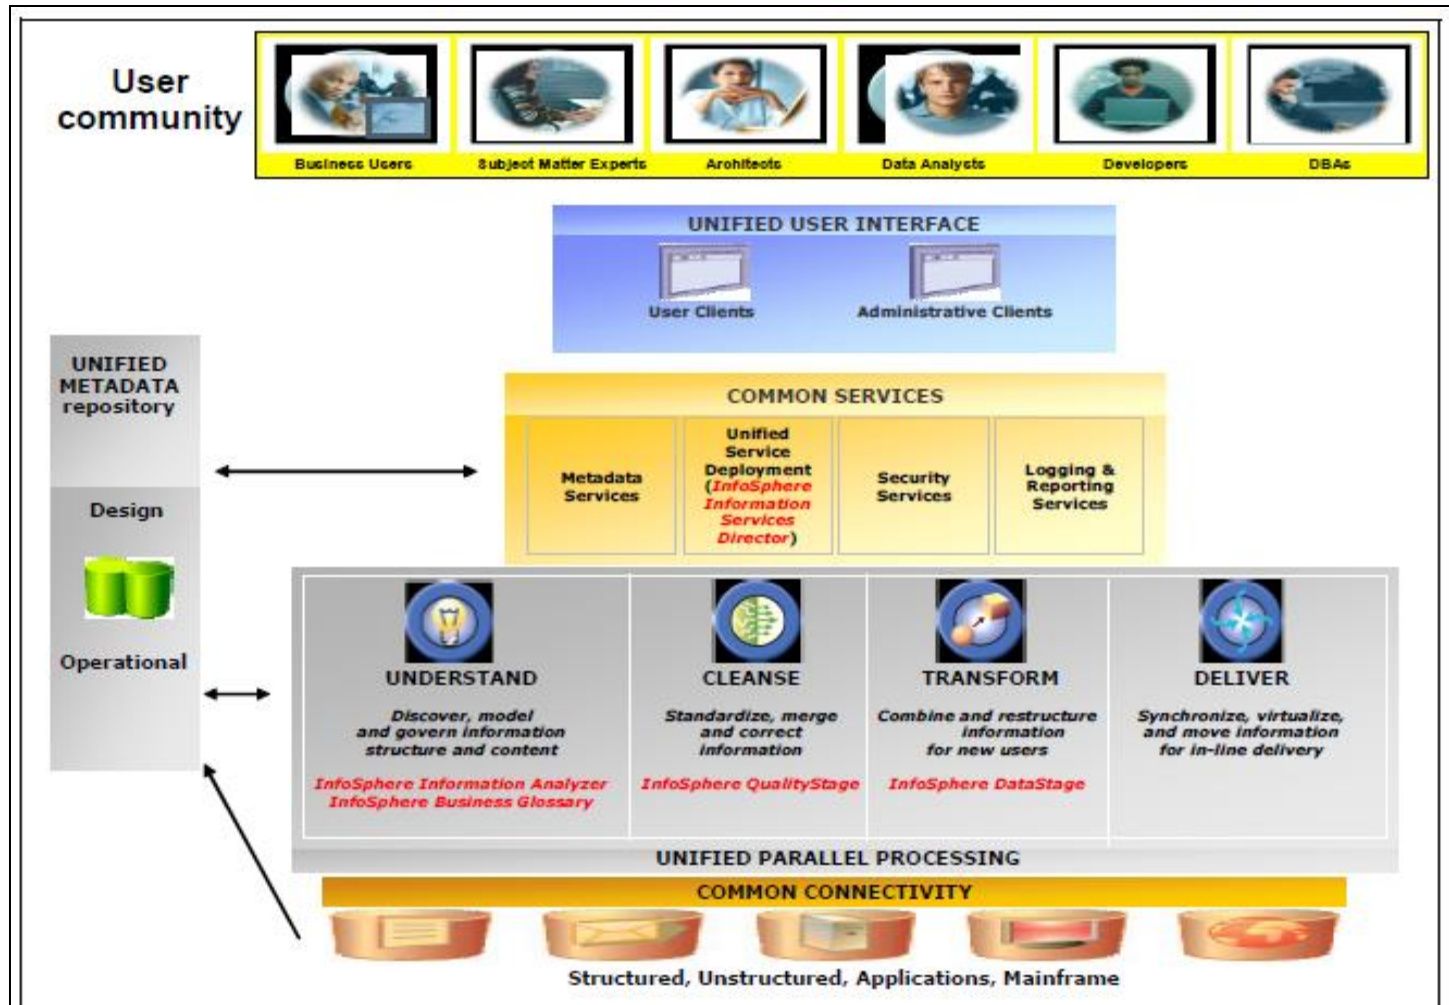 User
community
Business Users
Subject Matter Experts
Architects
Data Analysts
Developers
DBAs
UNIFIED USER INTERFACE
User Clients
Administrative Clients
UNIFIED
METADATA
repository
Design
Operational
COMMON SERVICES
Metadata
Services
Unified
Service
Deployment
(InfoSphere
Information
Services
Director)
Security
Services
Logging &
Reporting
Services
UNDERSTAND
Discover, model
and govern information
structure and content
InfoSphere Information Analyzer
InfoSphere Business Glossary
CLEANSE
Standardize, merge
and correct
information
InfoSphere QualityStage
TRANSFORM
Combine and restructure
information
for new users
InfoSphere DataStage
DELIVER
Synchronize, virtualize,
and move information
for in-line delivery
UNIFIED PARALLEL PROCESSING
COMMON CONNECTIVITY
Structured, Unstructured, Applications, Mainframe